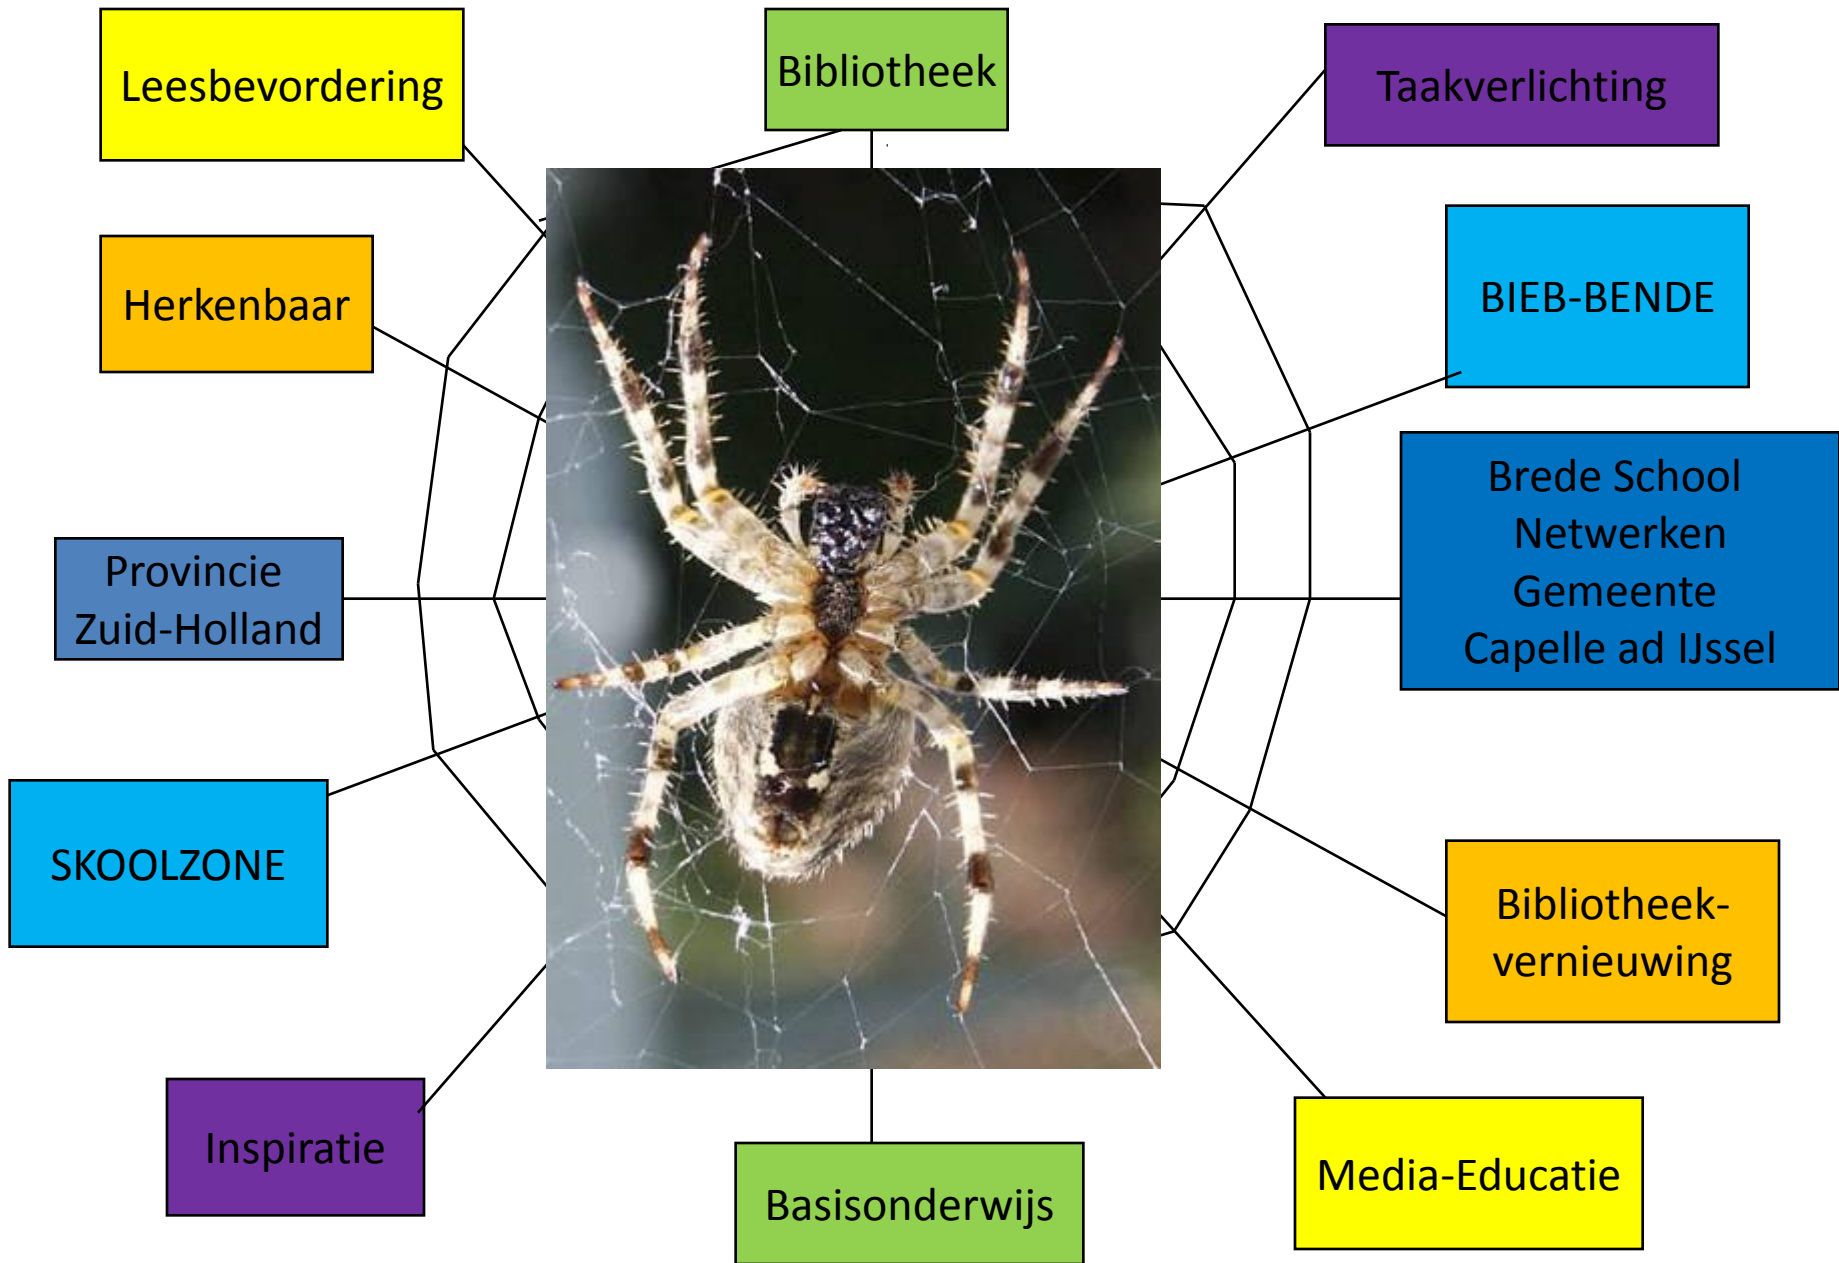 Leesbevordering
Bibliotheek
Taakverlichting
Herkenbaar
BIEB-BENDE
Provincie
Zuid-Holland
Brede School
Netwerken
Gemeente
Capelle ad IJssel
SKOOLZONE
Bibliotheek-
vernieuwing
Inspiratie
Basisonderwijs
Media-Educatie